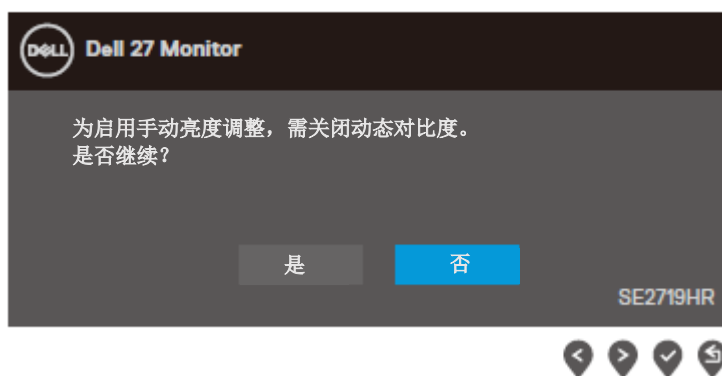 DELL Dell 27 Monitor
为启用手动亮度调整，需关闭动态对比度。
是否继续？
是 否
SE2719HR